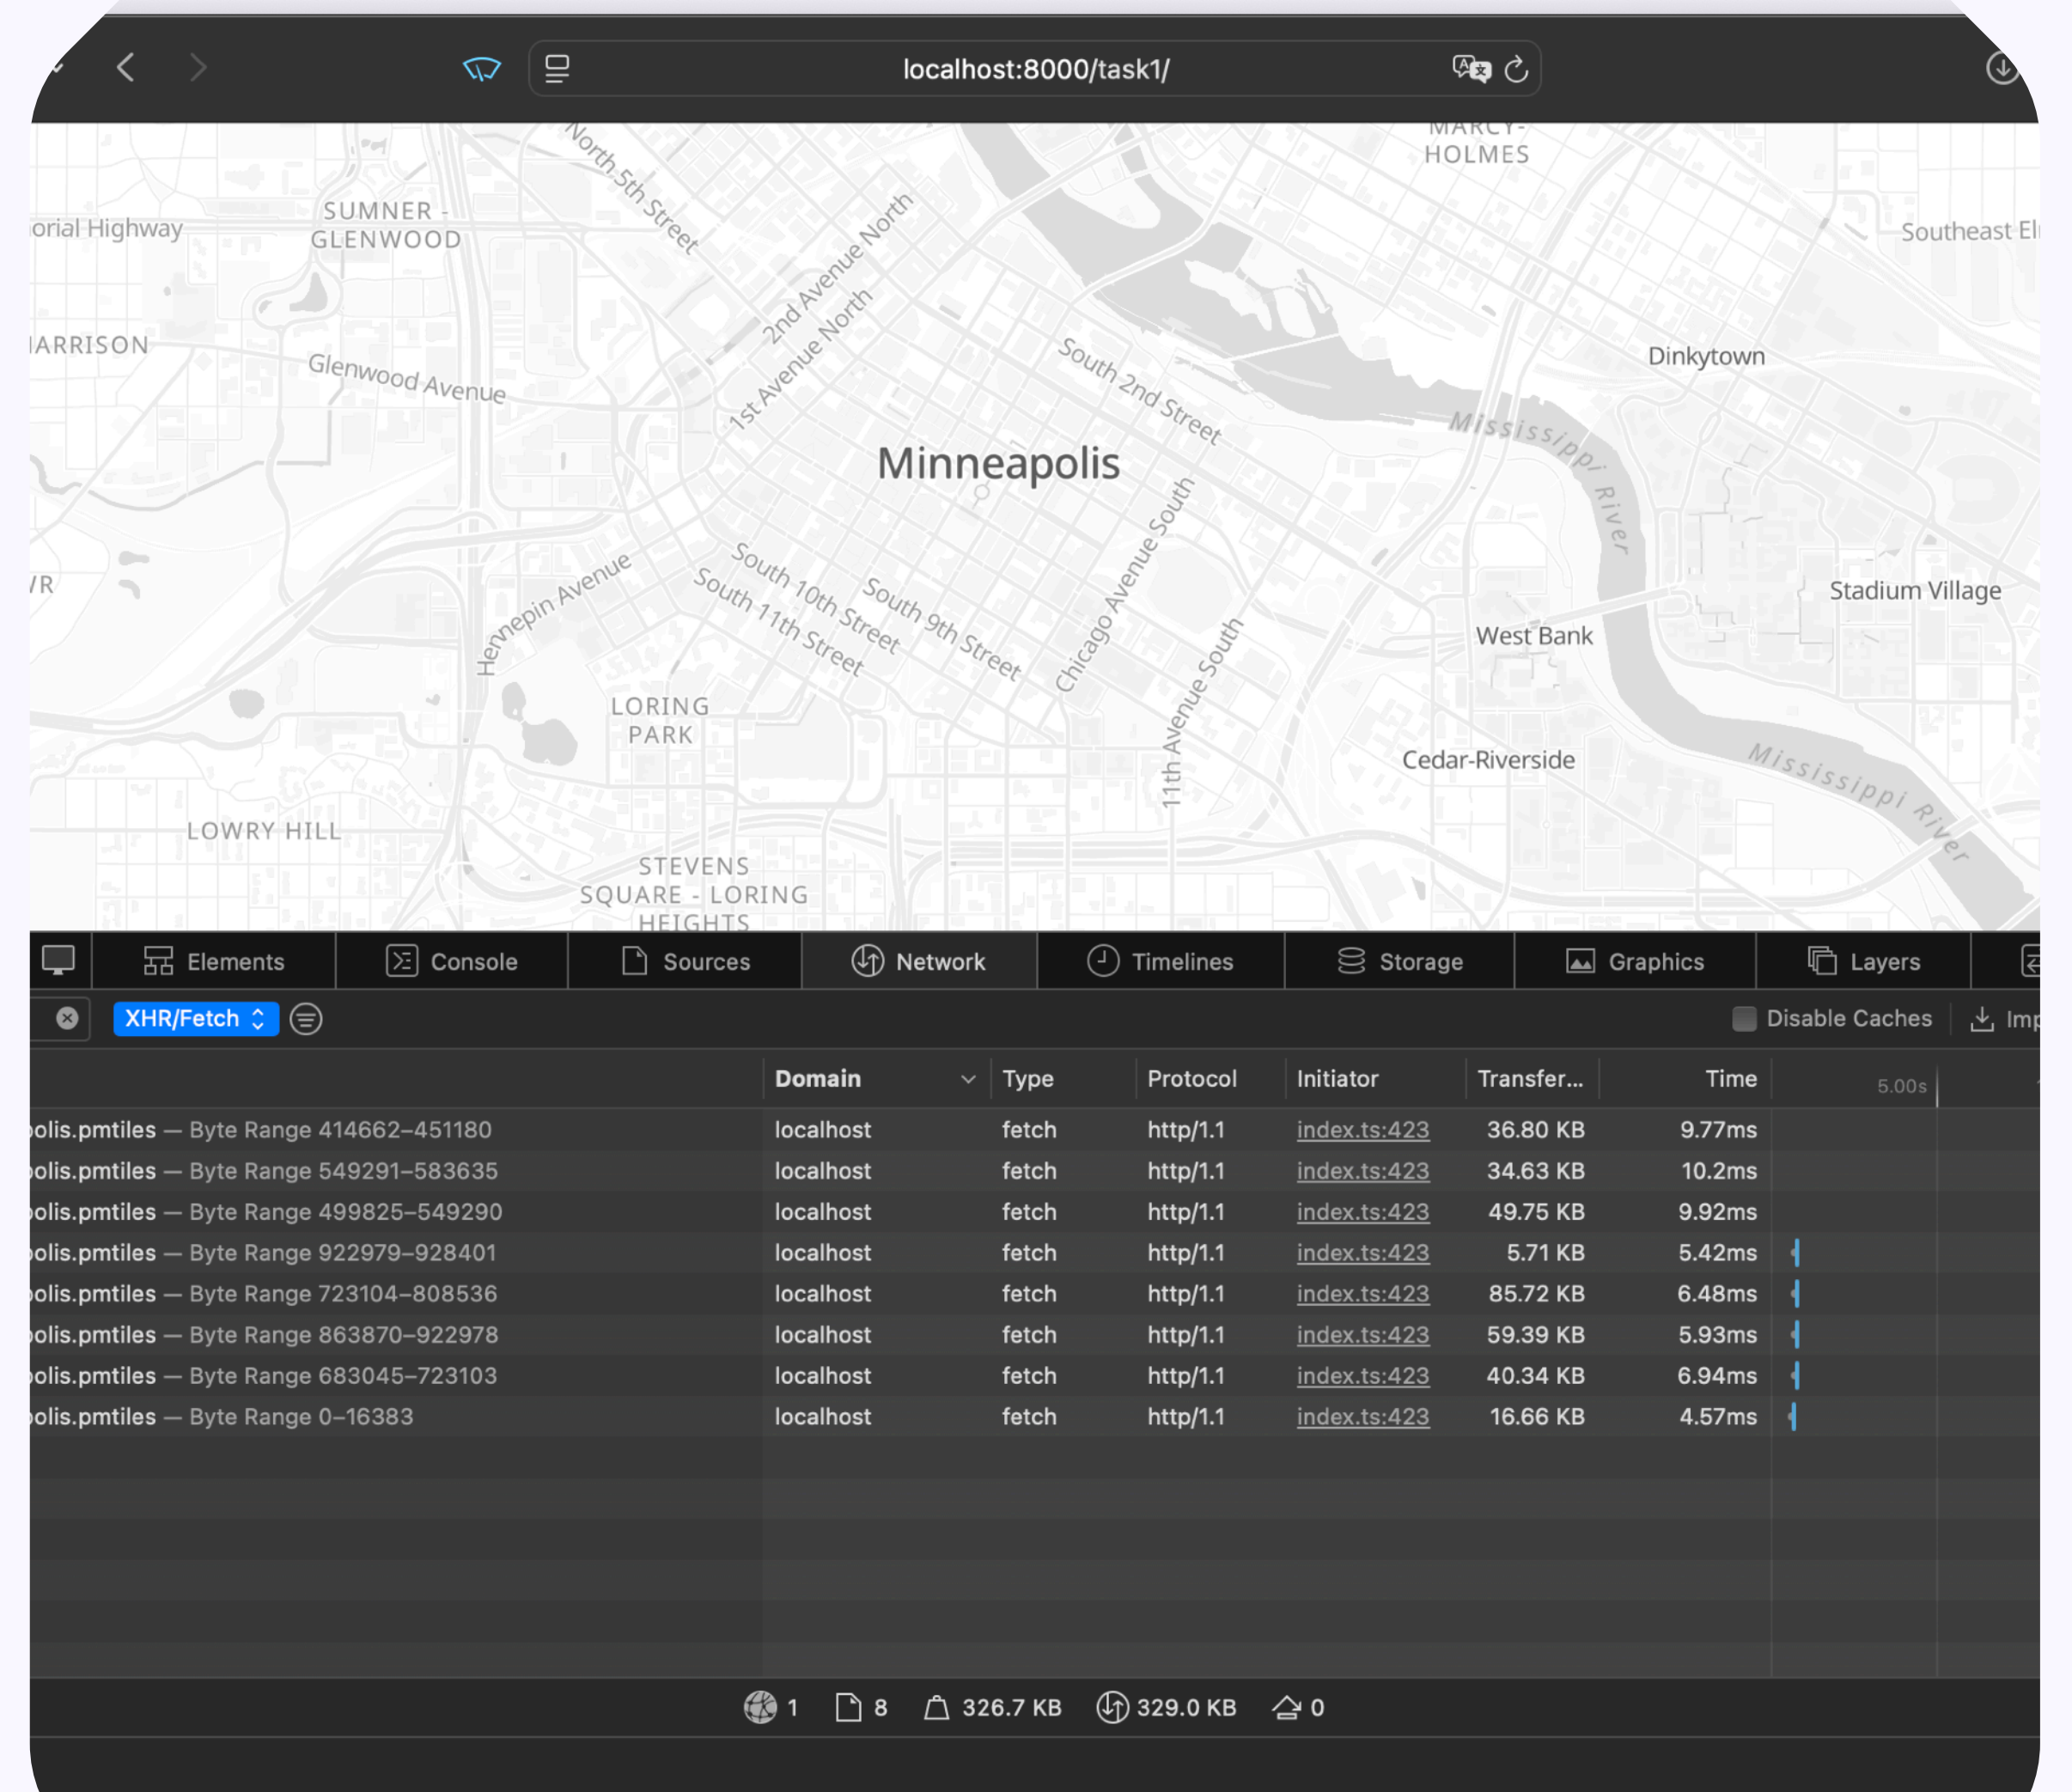 localhost:8000/task1/
MARCY-
HOLMES
North 5th Street
SUMNER -
GLENWOOD
orial Highway
2nd Avenue North
Southeast El
ARRISON
1st Avenue North
Glenwood Avenue
South 2nd Street
Dinkytown
Mississippi River
Minneapolis
Chicago Avenue South
South 10th Street
South 11th Street
South 9th Street
Hennepin Avenue
Stadium Village
West Bank
11th Avenue South
LORING
PARK
Cedar-Riverside
Mississippi River
LOWRY HILL
STEVENS
SQUARE - LORING
HEIGHTS
Elements Console Sources Network Timelines Storage Graphics Layers
XHR/Fetch Disable Caches Imp
Domain Type Protocol Initiator Transfer... Time 5.00s
olis.pmtiles — Byte Range 414662–451180 localhost fetch http/1.1 index.ts:423 36.80 KB 9.77ms
olis.pmtiles — Byte Range 549291–583635 localhost fetch http/1.1 index.ts:423 34.63 KB 10.2ms
olis.pmtiles — Byte Range 499825–549290 localhost fetch http/1.1 index.ts:423 49.75 KB 9.92ms
olis.pmtiles — Byte Range 922979–928401 localhost fetch http/1.1 index.ts:423 5.71 KB 5.42ms
olis.pmtiles — Byte Range 723104–808536 localhost fetch http/1.1 index.ts:423 85.72 KB 6.48ms
olis.pmtiles — Byte Range 863870–922978 localhost fetch http/1.1 index.ts:423 59.39 KB 5.93ms
olis.pmtiles — Byte Range 683045–723103 localhost fetch http/1.1 index.ts:423 40.34 KB 6.94ms
olis.pmtiles — Byte Range 0–16383 localhost fetch http/1.1 index.ts:423 16.66 KB 4.57ms
1 8 326.7 KB 329.0 KB 0